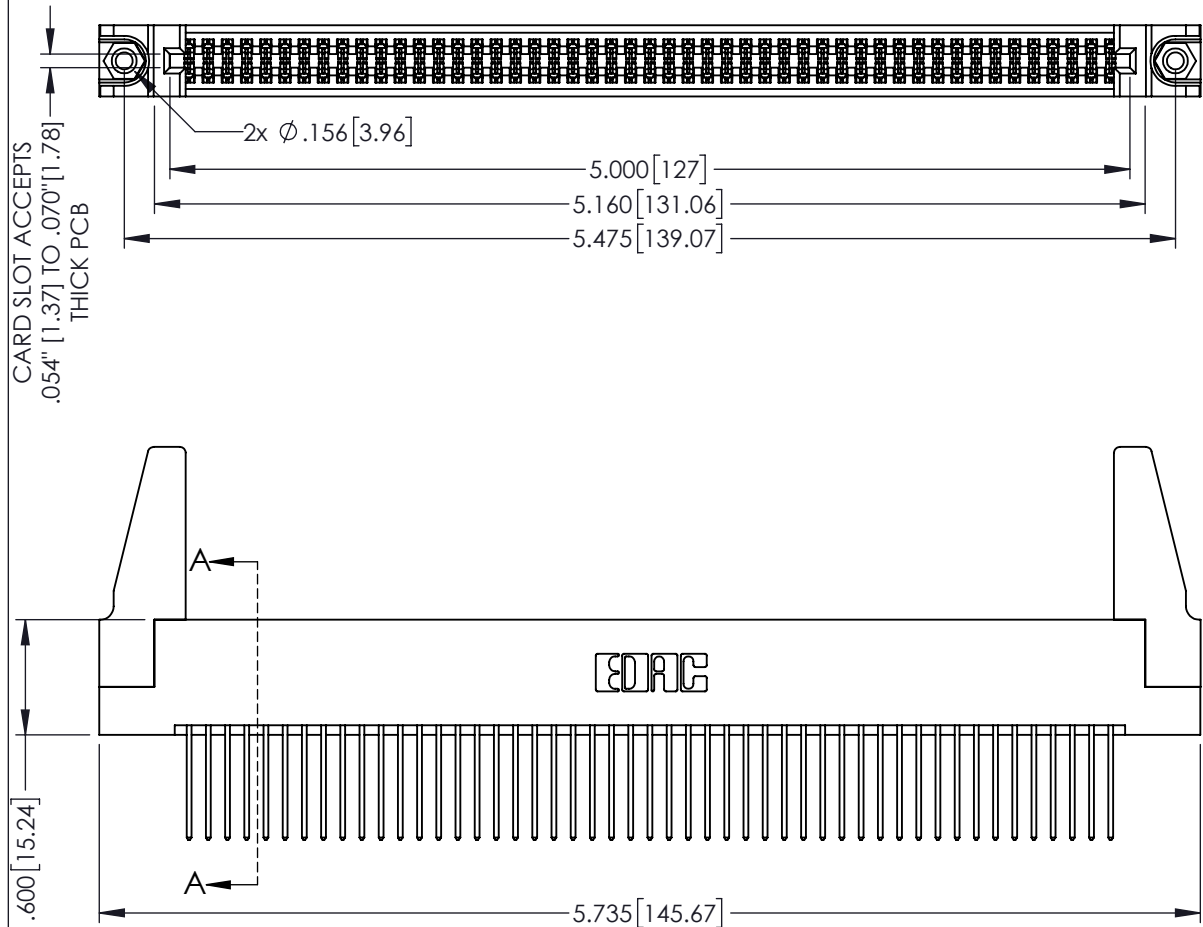 2x ∅ .156 [3.96]
5.000 [127]
5.160 [131.06]
5.475 [139.07]
CARD SLOT ACCEPTS
.054" [1.37] TO .070" [1.78]
THICK PCB
A
EDAC
A
.600 [15.24]
5.735 [145.67]